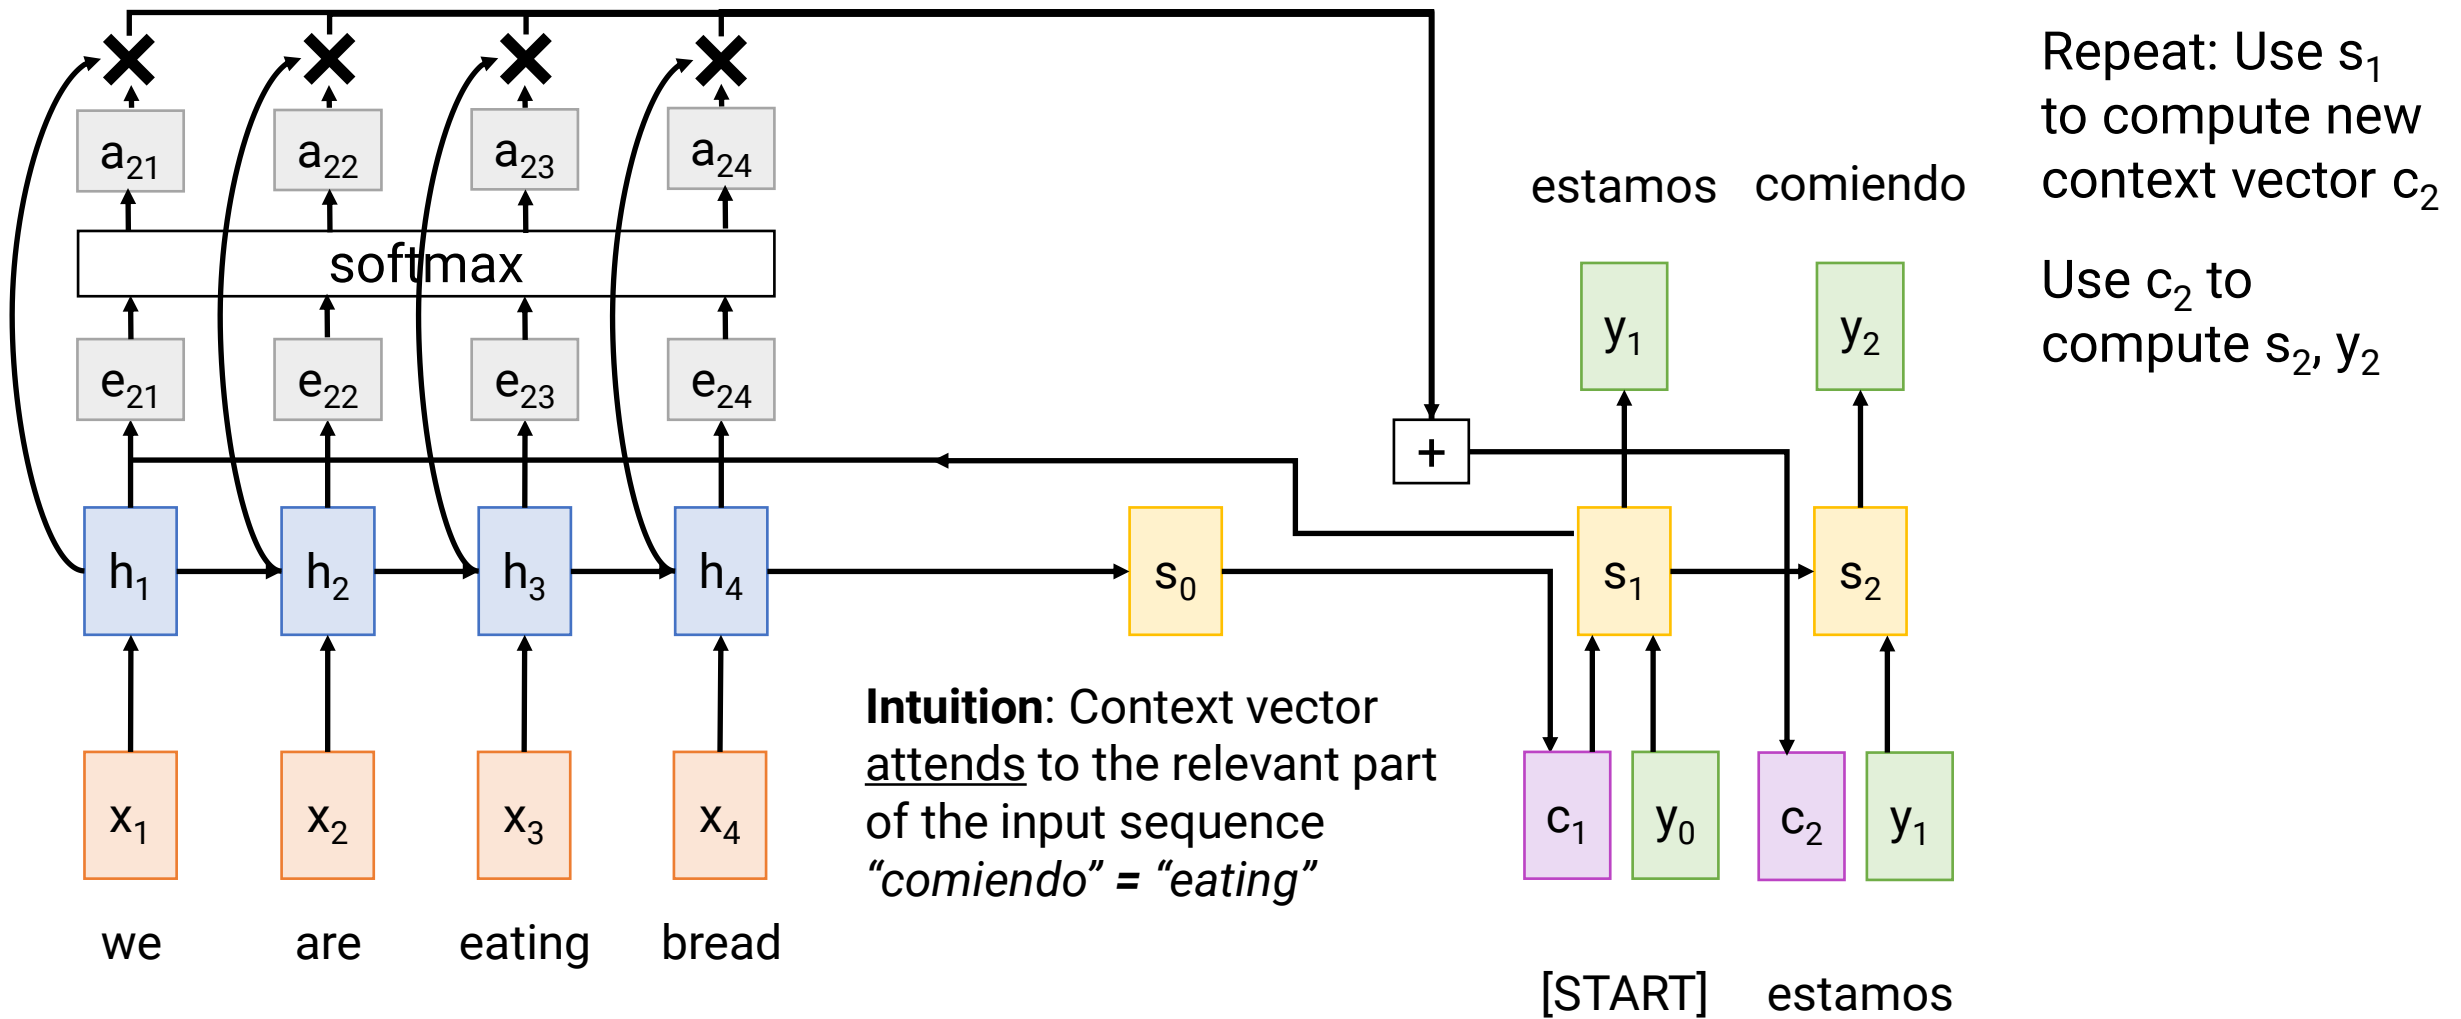 a₂₁ a₂₂ a₂₃ a₂₄
softmax
e₂₁ e₂₂ e₂₃ e₂₄
h₁ h₂ h₃ h₄
x₁ x₂ x₃ x₄
we are eating bread
s₀
+
estamos comiendo
y₁ y₂
s₁ s₂
c₁ y₀ c₂ y₁
[START] estamos
Intuition: Context vector
attends to the relevant part
of the input sequence
“comiendo” = “eating”
Repeat: Use s₁
to compute new
context vector c₂
Use c₂ to
compute s₂, y₂